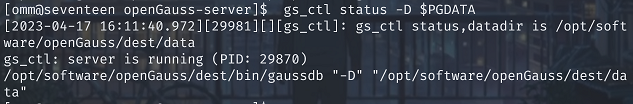 [omm@seventeen openGauss-server]$  gs_ctl status -D $PGDATA
[2023-04-17 16:11:40.972][29981][][gs_ctl]: gs_ctl status,datadir is /opt/soft
ware/openGauss/dest/data
gs_ctl: server is running (PID: 29870)
/opt/software/openGauss/dest/bin/gaussdb "-D" "/opt/software/openGauss/dest/da
ta"